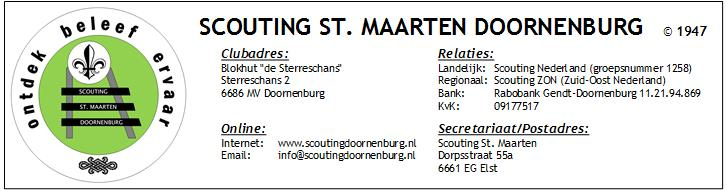 ontdek beleef ervaar
SCOUTING
ST. MAARTEN
DOORNENBURG
SCOUTING ST. MAARTEN DOORNENBURG © 1947
Clubadres:
Blokhut "de Sterreschans"
Sterreschans 2
6686 MV Doornenburg
Relaties:
Landelijk: Scouting Nederland (groepsnummer 1258)
Regionaal: Scouting ZON (Zuid-Oost Nederland)
Bank: Rabobank Gendt-Doornenburg 11.21.94.869
KvK: 09177517
Online:
Internet: www.scoutingdoornenburg.nl
Email: info@scoutingdoornenburg.nl
Secretariaat/Postadres:
Scouting St. Maarten
Dorpsstraat 55a
6661 EG Elst